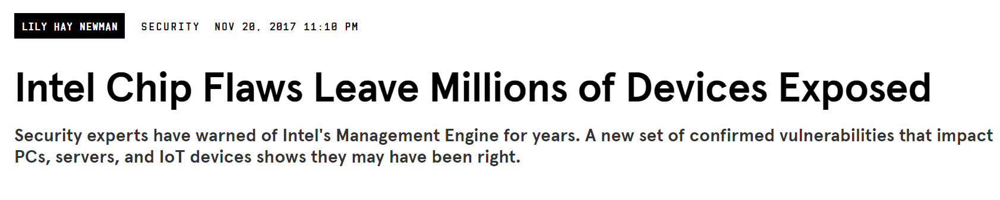 LILY HAY NEWMAN SECURITY NOV 20, 2017 11:10 PM
Intel Chip Flaws Leave Millions of Devices Exposed
Security experts have warned of Intel's Management Engine for years. A new set of confirmed vulnerabilities that impact
PCs, servers, and IoT devices shows they may have been right.